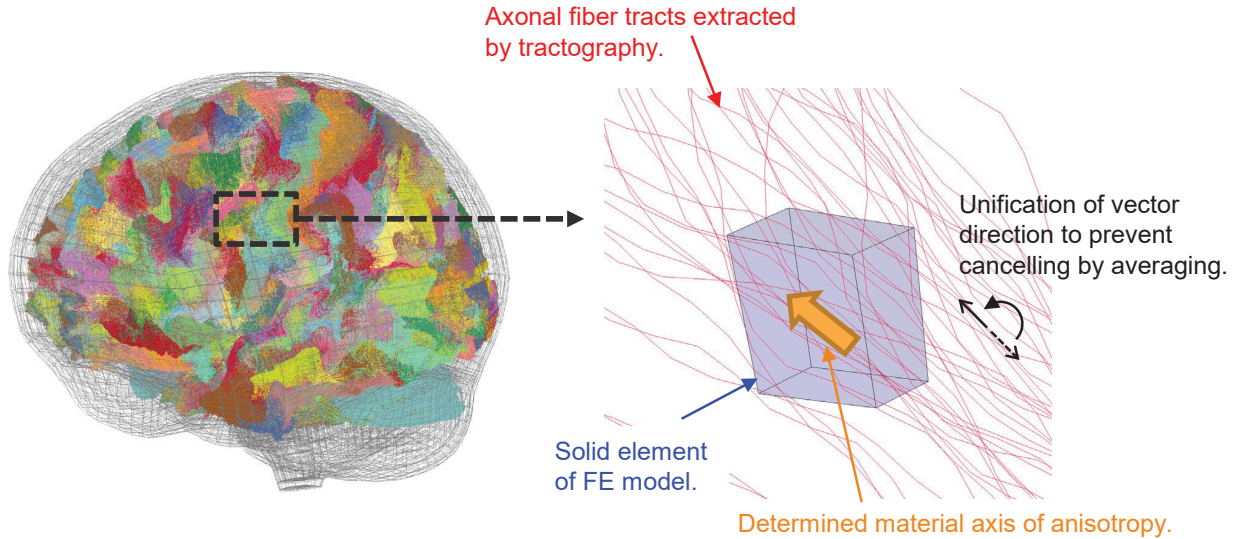 Axonal fiber tracts extracted
by tractography.
Unification of vector
direction to prevent
cancelling by averaging.
Solid element
of FE model.
Determined material axis of anisotropy.